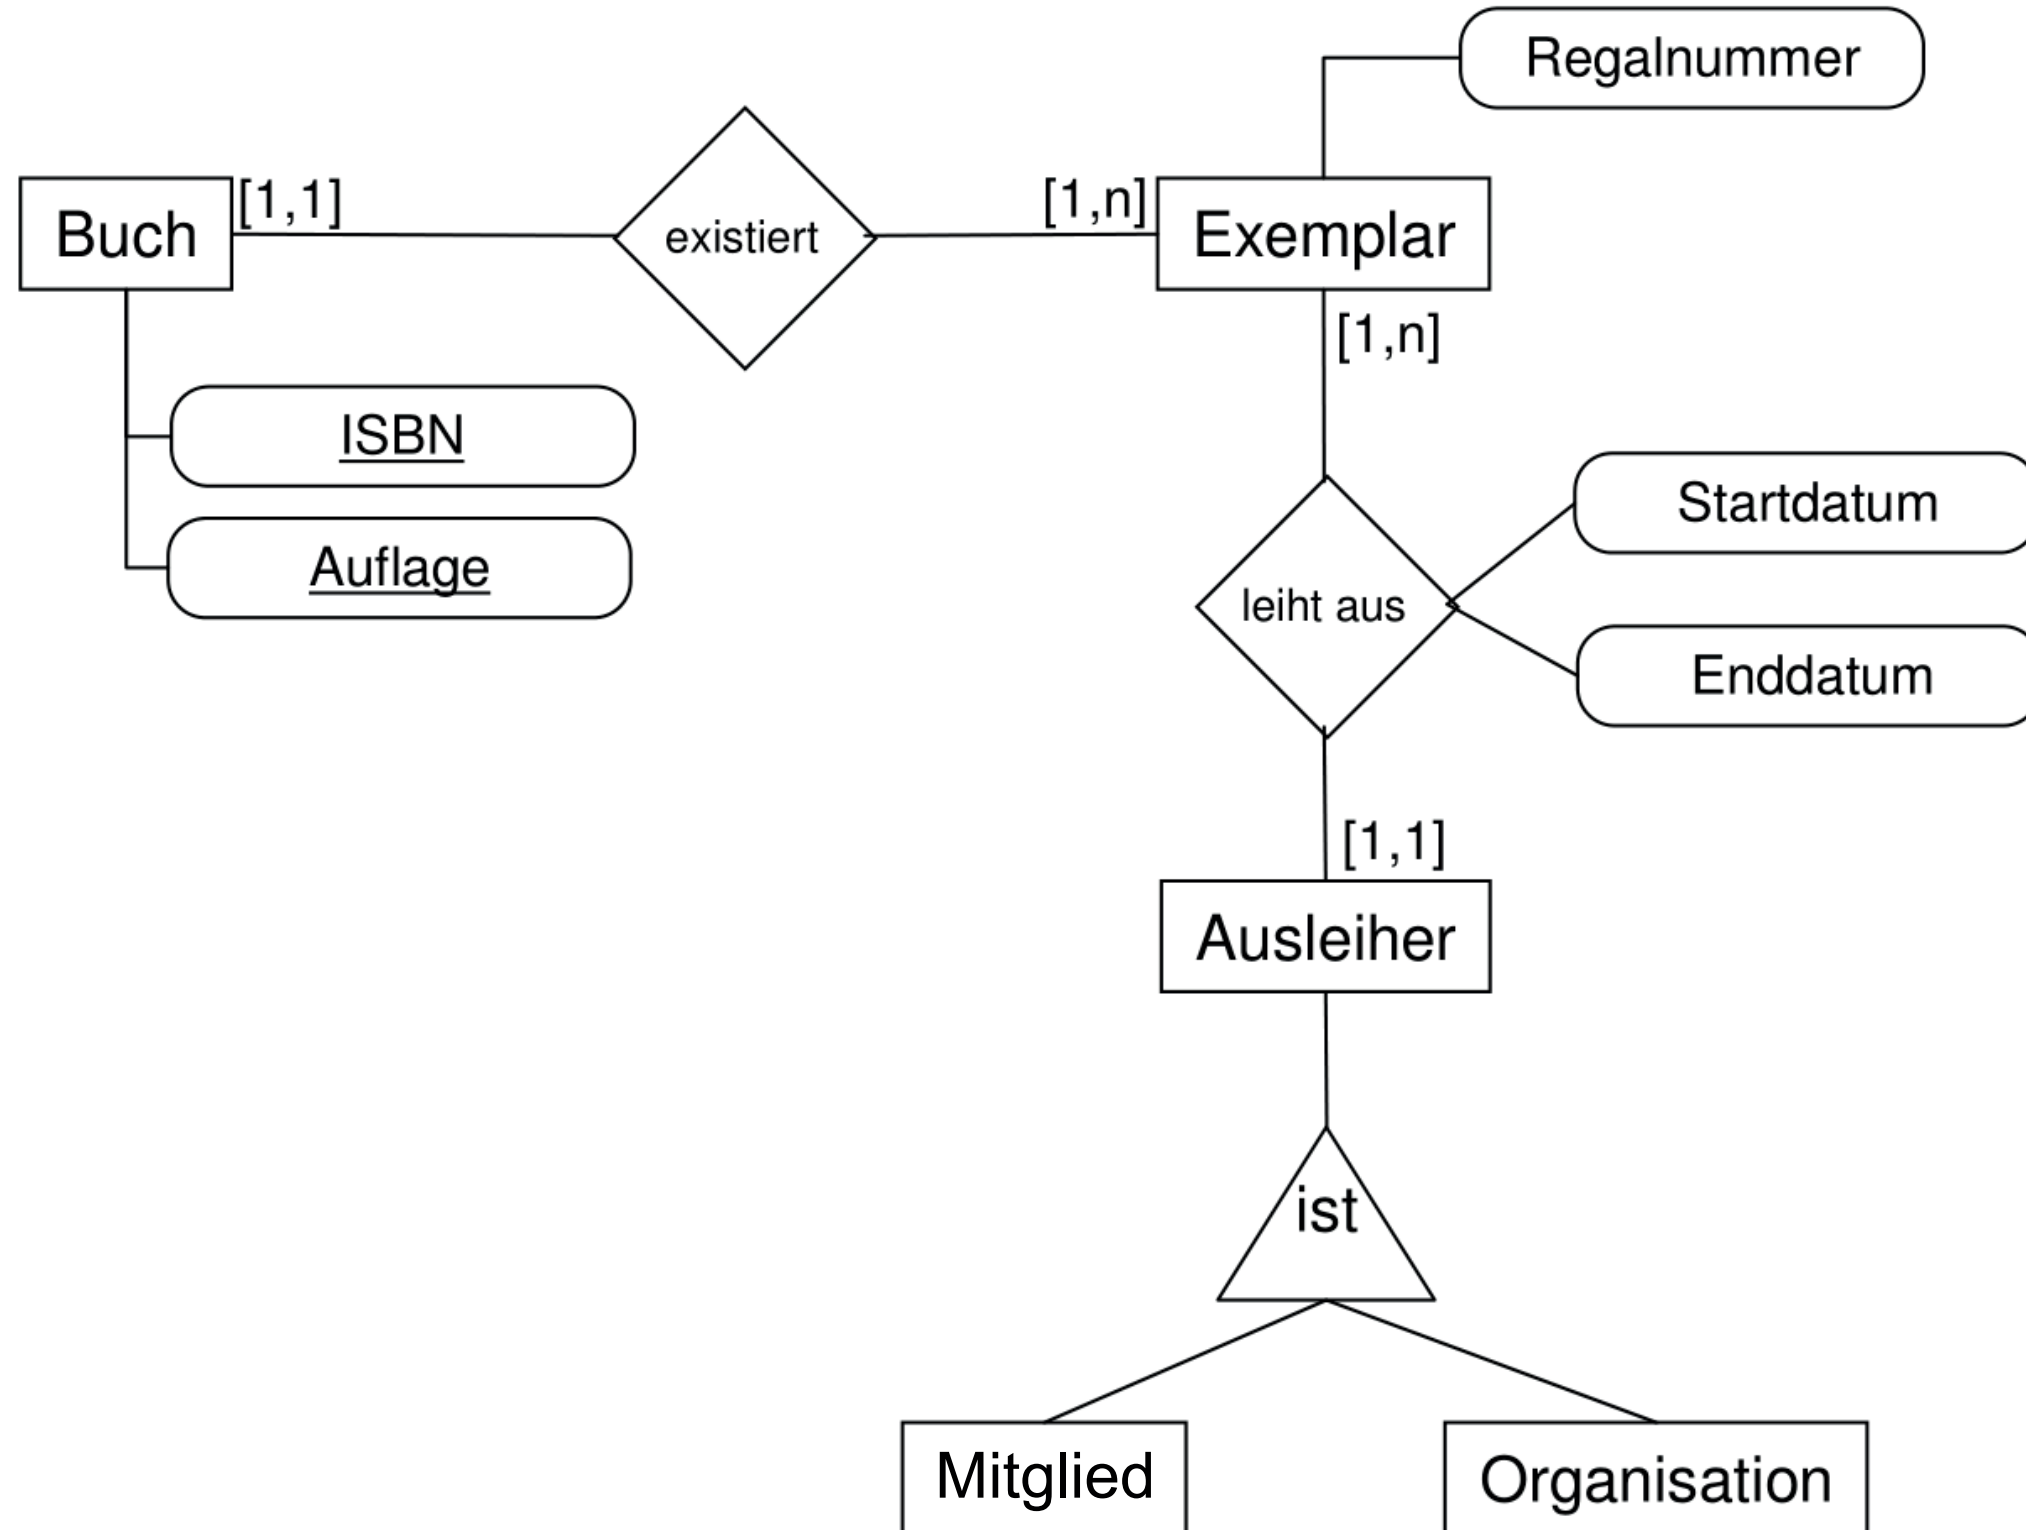 Regalnummer
Buch
[1,1]
existiert
[1,n]
Exemplar
[1,n]
ISBN
Auflage
Startdatum
leiht aus
Enddatum
[1,1]
Ausleiher
ist
Mitglied
Organisation